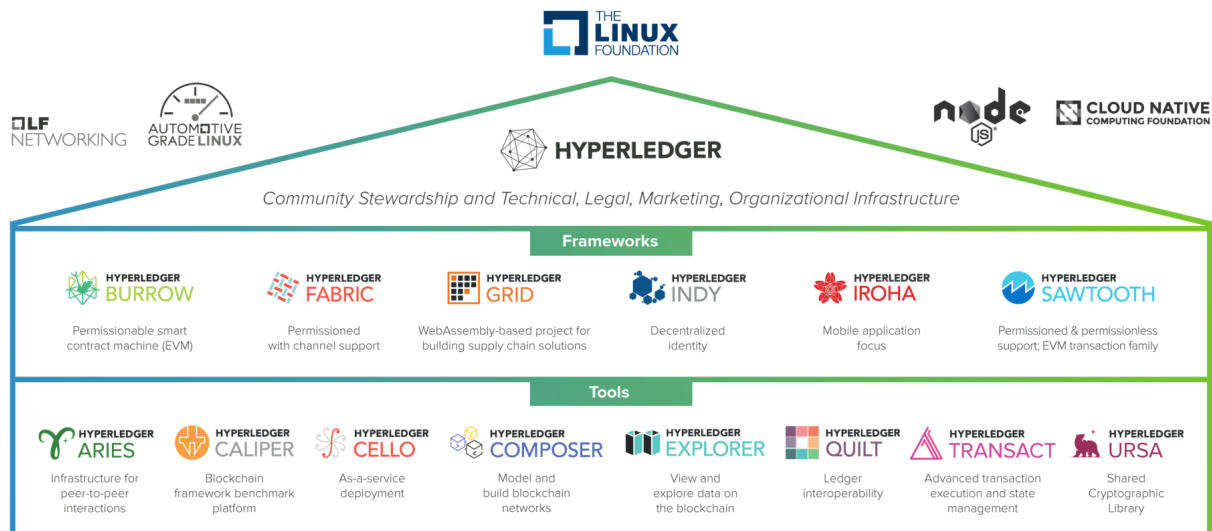 THE
LINUX
FOUNDATION
LF
NETWORKING
AUTOMOTIVE
GRADE LINUX
node
JS
CLOUD NATIVE
COMPUTING FOUNDATION
HYPERLEDGER
Community Stewardship and Technical, Legal, Marketing, Organizational Infrastructure
Frameworks
HYPERLEDGER
BURROW
Permissionable smart
contract machine (EVM)
HYPERLEDGER
FABRIC
Permissioned
with channel support
HYPERLEDGER
GRID
WebAssembly-based project for
building supply chain solutions
HYPERLEDGER
INDY
Decentralized
identity
HYPERLEDGER
IROHA
Mobile application
focus
HYPERLEDGER
SAWTOOTH
Permissioned & permissionless
support; EVM transaction family
Tools
HYPERLEDGER
ARIES
Infrastructure for
peer-to-peer
interactions
HYPERLEDGER
CALIPER
Blockchain
framework benchmark
platform
HYPERLEDGER
CELLO
As-a-service
deployment
HYPERLEDGER
COMPOSER
Model and
build blockchain
networks
HYPERLEDGER
EXPLORER
View and
explore data on
the blockchain
HYPERLEDGER
QUILT
Ledger
interoperability
HYPERLEDGER
TRANSACT
Advanced transaction
execution and state
management
HYPERLEDGER
URSA
Shared
Cryptographic
Library